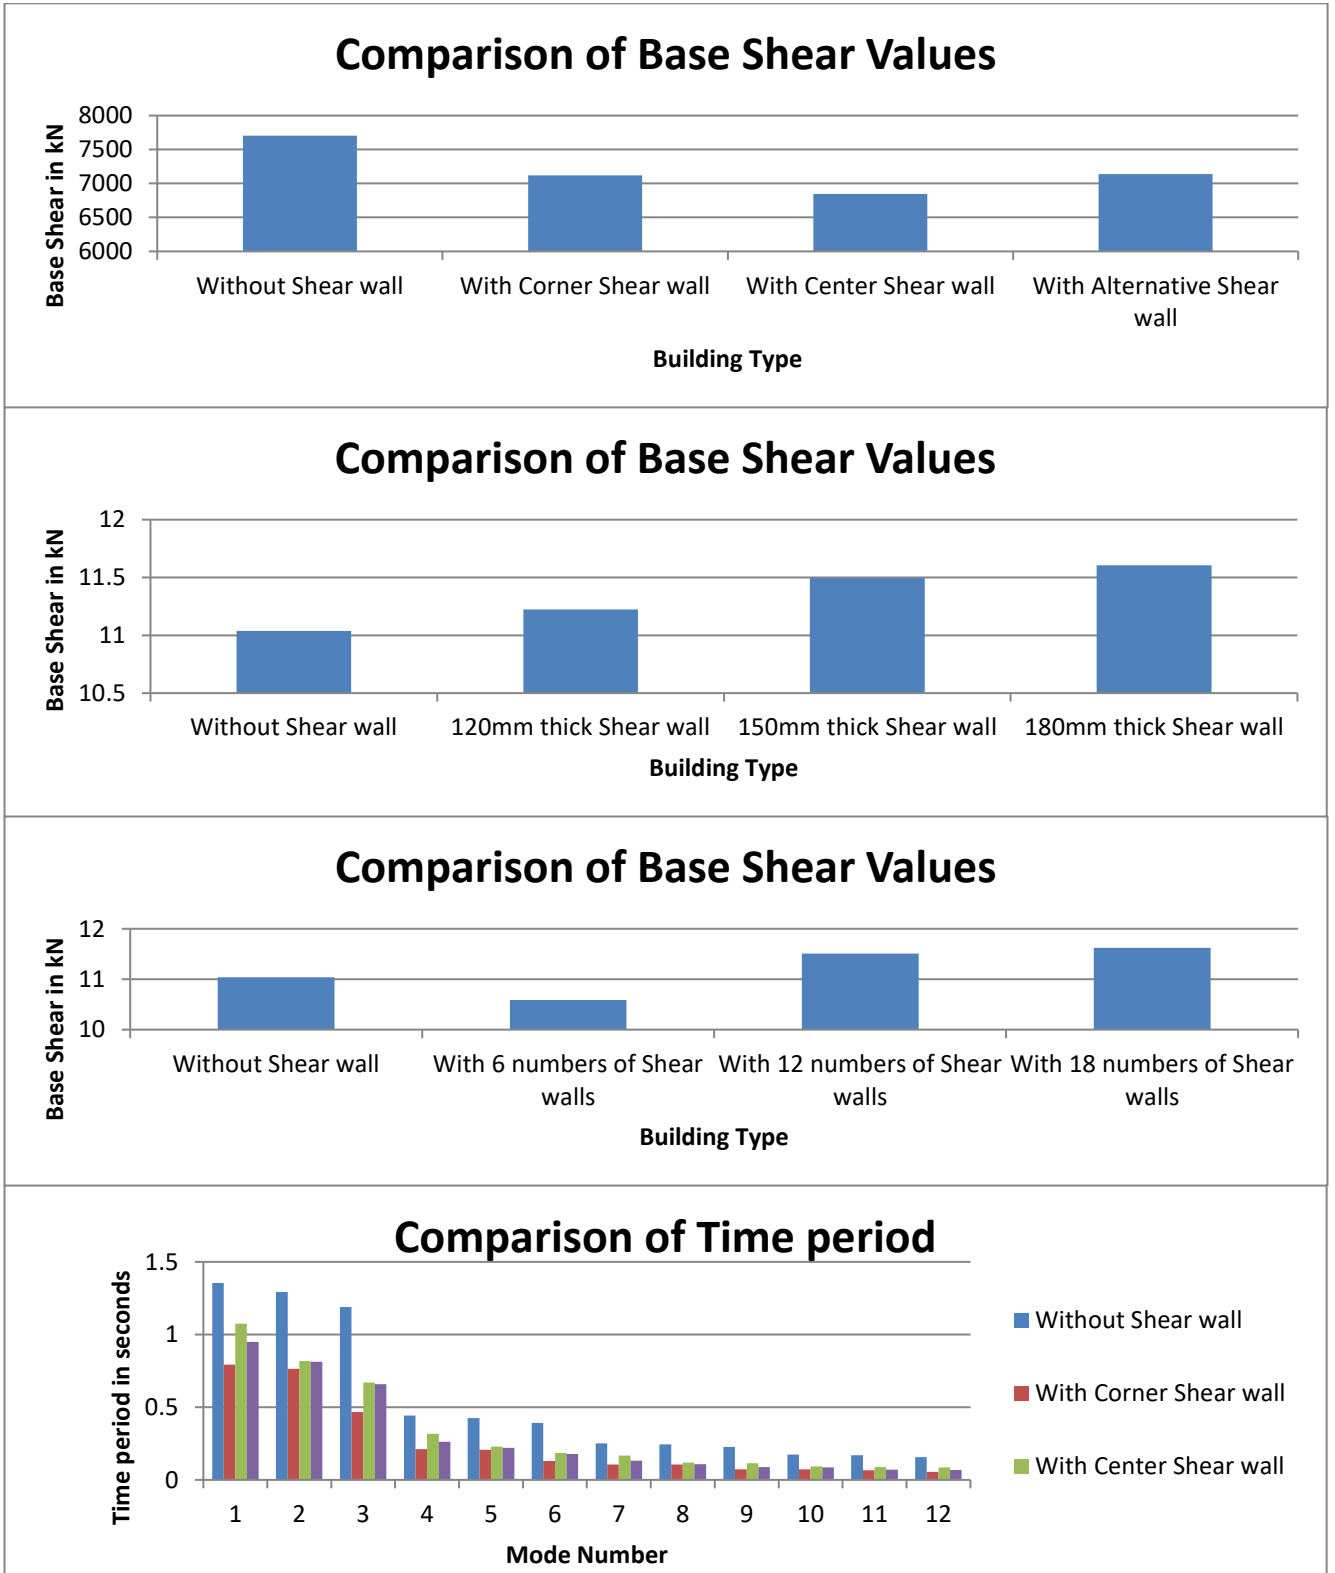 Comparison of Base Shear Values
Base Shear in kN
8000
7500
7000
6500
6000
Without Shear wall
With Corner Shear wall
With Center Shear wall
With Alternative Shear
wall
Building Type
Comparison of Base Shear Values
Base Shear in kN
12
11.5
11
10.5
Without Shear wall
120mm thick Shear wall
150mm thick Shear wall
180mm thick Shear wall
Building Type
Comparison of Base Shear Values
Base Shear in kN
12
11
10
Without Shear wall
With 6 numbers of Shear
walls
With 12 numbers of Shear
walls
With 18 numbers of Shear
walls
Building Type
Comparison of Time period
Time period in seconds
1.5
1
0.5
0
1 2 3 4 5 6 7 8 9 10 11 12
Mode Number
Without Shear wall
With Corner Shear wall
With Center Shear wall